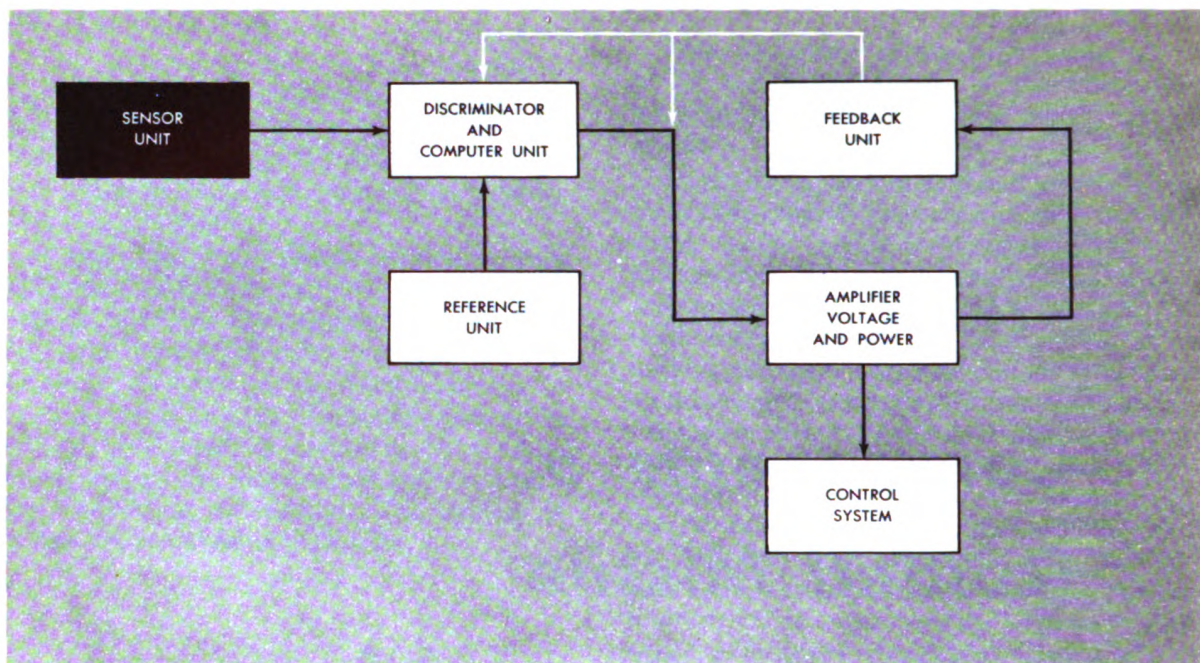 SENSOR
UNIT
DISCRIMINATOR
AND
COMPUTER UNIT
FEEDBACK
UNIT
REFERENCE
UNIT
AMPLIFIER
VOLTAGE
AND POWER
CONTROL
SYSTEM